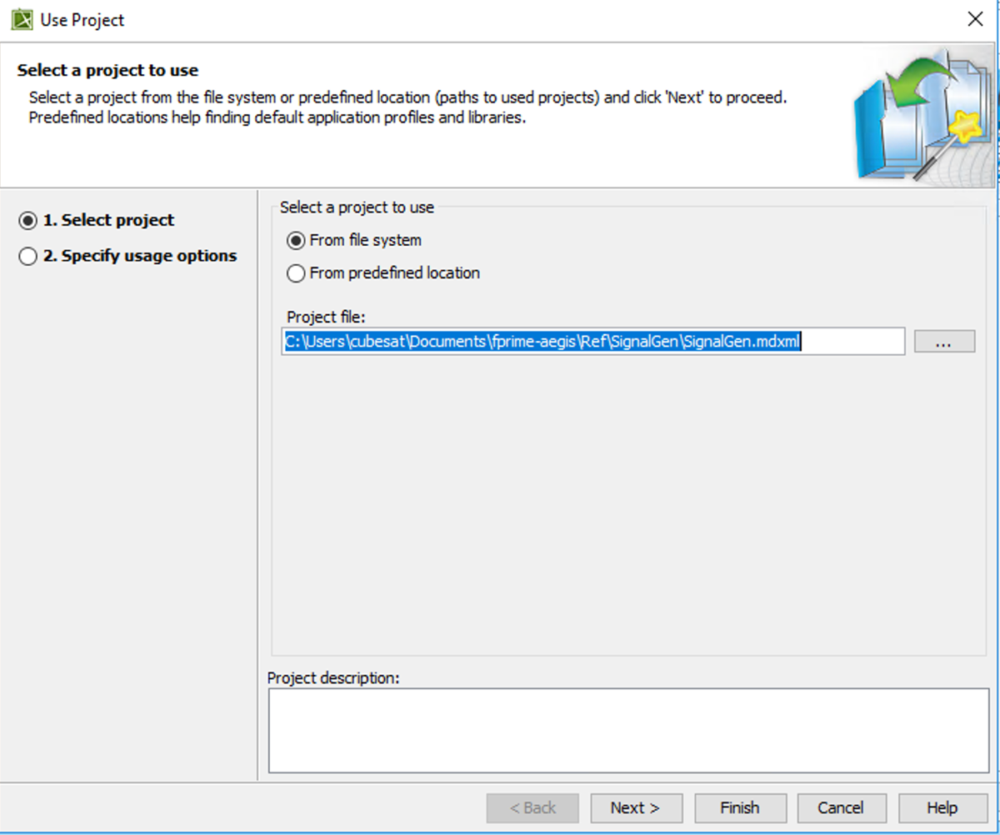 Use Project
Select a project to use
Select a project from the file system or predefined location (paths to used projects) and click 'Next' to proceed.
Predefined locations help finding default application profiles and libraries.
1. Select project
2. Specify usage options
Select a project to use
From file system
From predefined location
Project file:
C:\Users\cubesat\Documents\fprime-aegis\Ref\SignalGen\SignalGen.mdxml
...
Project description:
< Back
Next >
Finish
Cancel
Help